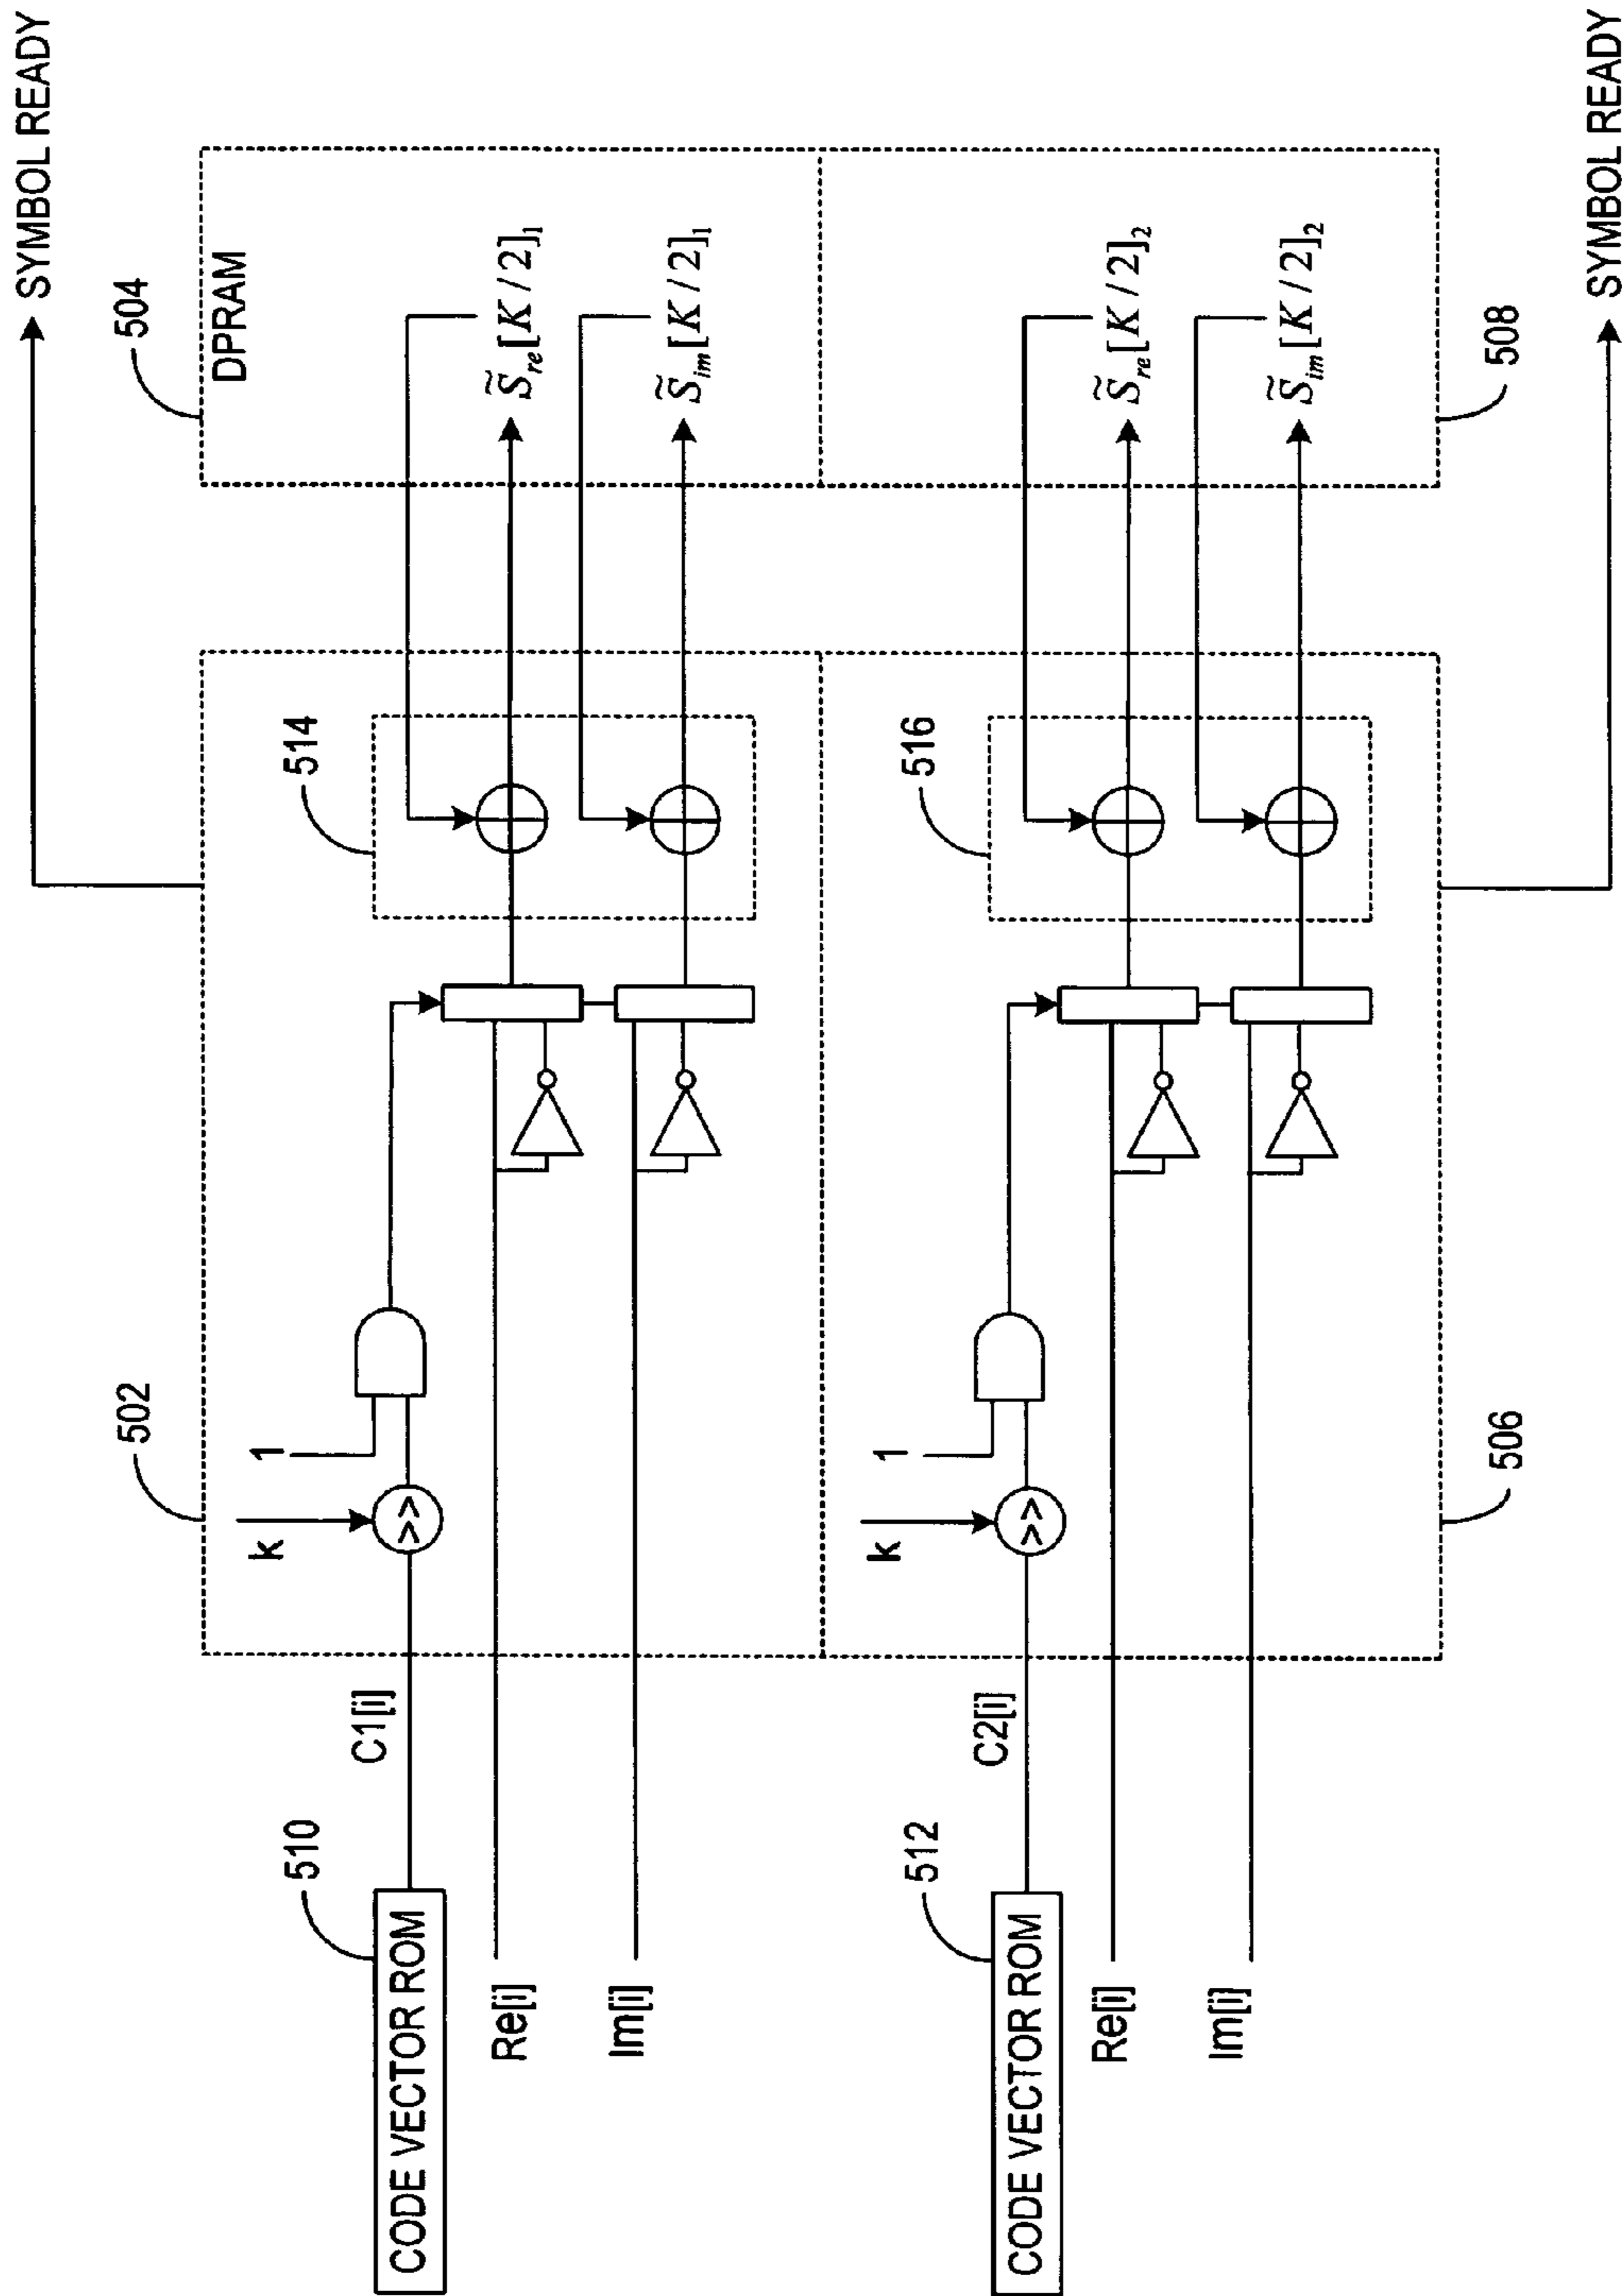 SYMBOL READY
504
DPRAM
502
514
k
1
510
CODE VECTOR ROM
C1[i]
>>
Re[i]
Im[i]
S̃re[K/2]1
S̃im[K/2]1
512
CODE VECTOR ROM
C2[i]
k
1
>>
516
Re[i]
Im[i]
S̃re[K/2]2
S̃im[K/2]2
506
508
SYMBOL READY